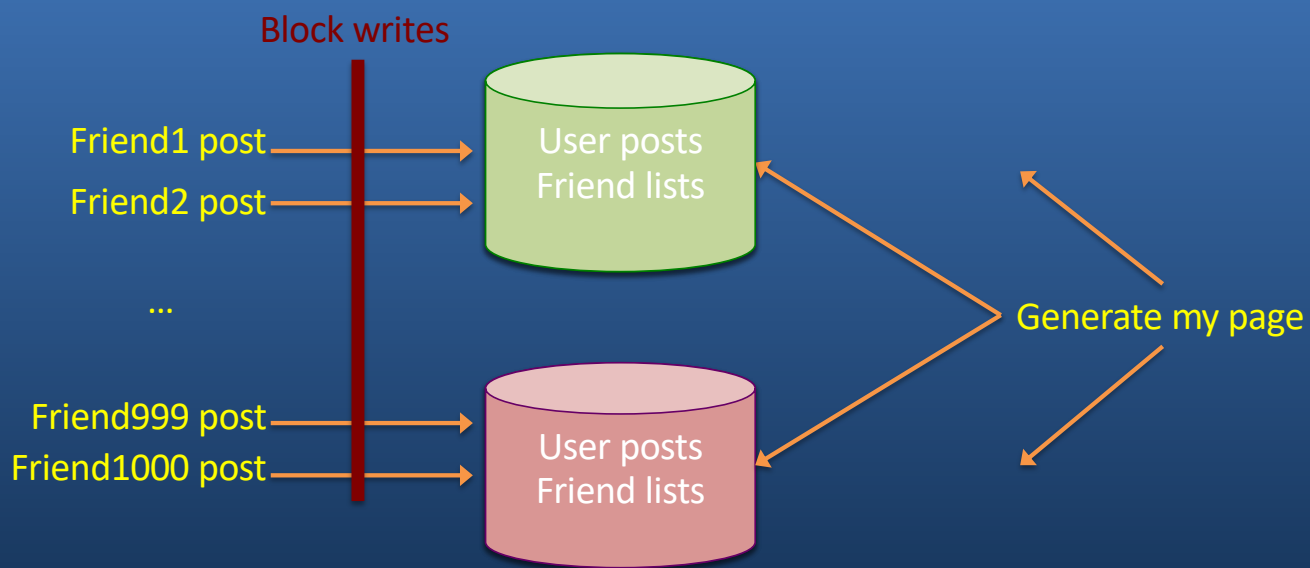 Block writes
Friend1 post
Friend2 post
...
Friend999 post
Friend1000 post
User posts
Friend lists
User posts
Friend lists
Generate my page